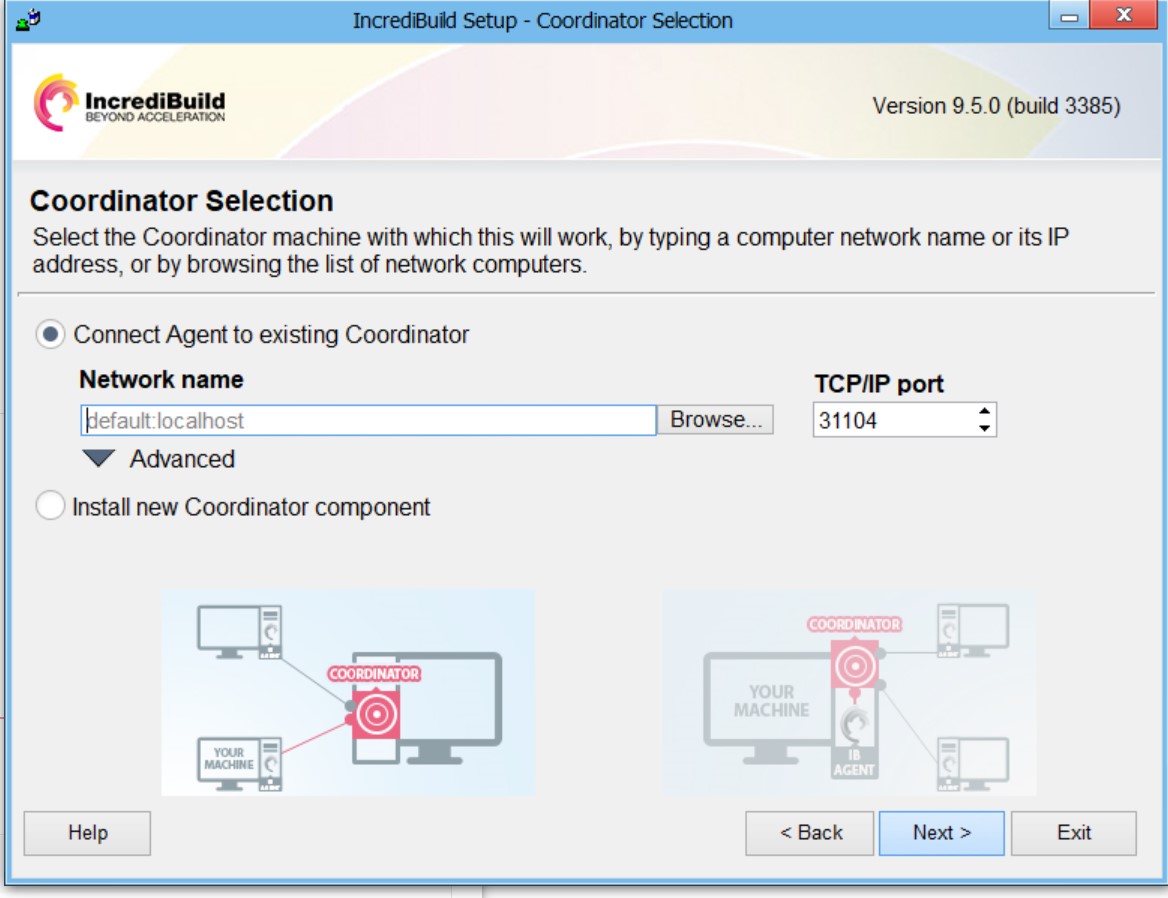 IncrediBuild Setup - Coordinator Selection
x
IncrediBuild
BEYOND ACCELERATION
Version 9.5.0 (build 3385)
Coordinator Selection
Select the Coordinator machine with which this will work, by typing a computer network name or its IP
address, or by browsing the list of network computers.
Connect Agent to existing Coordinator
Network name
TCP/IP port
default:localhost
Browse...
31104
Advanced
Install new Coordinator component
COORDINATOR
YOUR
MACHINE
COORDINATOR
YOUR
MACHINE
IB
AGENT
Help
< Back
Next >
Exit